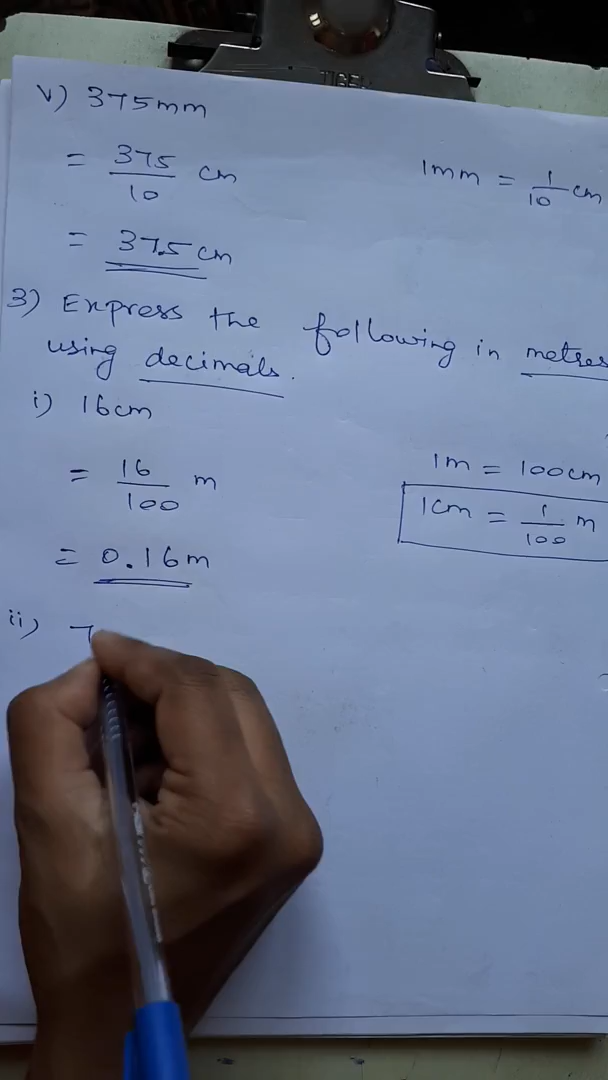 TIGER
v) 375mm
= 375/10 cm
1mm = 1/10 cm
= 37.5 cm
3) Express the following in metres
using decimals.
i) 16cm
= 16/100 m
1m = 100cm
1cm = 1/100 m
= 0.16m
ii) 7